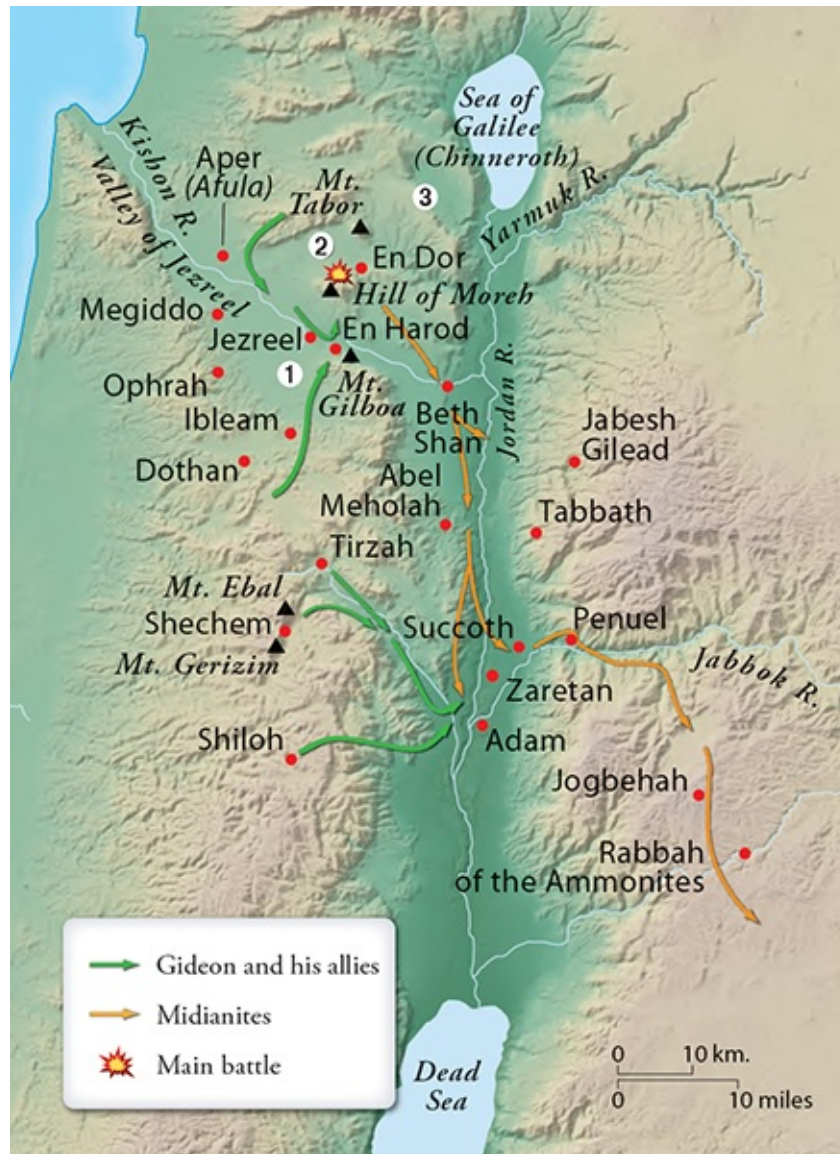 Sea of
Galilee
(Chinneroth)
Kishon R.
Aper
(Afula)
Mt.
Tabor
3
Yarmuk R.
Valley of Jezreel
2
En Dor
Hill of Moreh
Megiddo
Jezreel
En Harod
1
Mt.
Gilboa
Jordan R.
Ophrah
Ibleam
Beth
Shan
Jabesh
Gilead
Dothan
Abel
Meholah
Tabbath
Tirzah
Mt. Ebal
Shechem
Mt. Gerizim
Succoth
Penuel
Jabbok R.
Zaretan
Shiloh
Adam
Jogbehah
Rabbah
of the Ammonites
Gideon and his allies
Midianites
Main battle
Dead
Sea
0 10 km.
0 10 miles